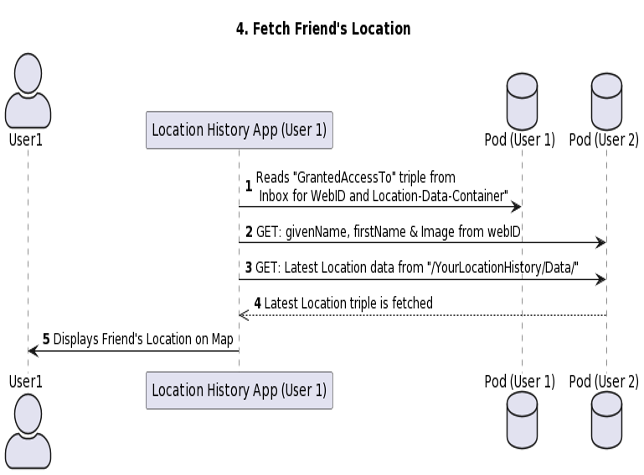 4. Fetch Friend's Location
User1
Location History App (User 1)
Pod (User 1)
Pod (User 2)
1 Reads "GrantedAccessTo" triple from
Inbox for WebID and Location-Data-Container"
2 GET: givenName, firstName & Image from webID
3 GET: Latest Location data from "/YourLocationHistory/Data/"
4 Latest Location triple is fetched
5 Displays Friend's Location on Map
User1
Location History App (User 1)
Pod (User 1)
Pod (User 2)